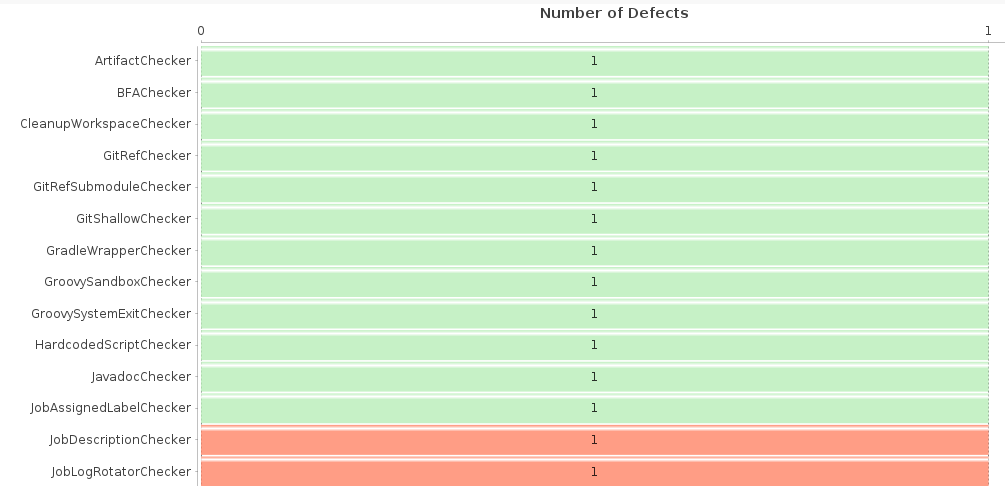 Number of Defects
0 1
ArtifactChecker 1
BFAChecker 1
CleanupWorkspaceChecker 1
GitRefChecker 1
GitRefSubmoduleChecker 1
GitShallowChecker 1
GradleWrapperChecker 1
GroovySandboxChecker 1
GroovySystemExitChecker 1
HardcodedScriptChecker 1
JavadocChecker 1
JobAssignedLabelChecker 1
JobDescriptionChecker 1
JobLogRotatorChecker 1